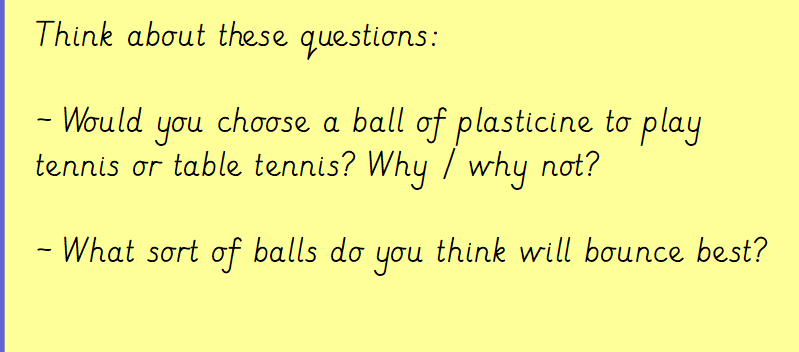 Think about these questions:
- Would you choose a ball of plasticine to play
tennis or table tennis? Why / why not?
- What sort of balls do you think will bounce best?